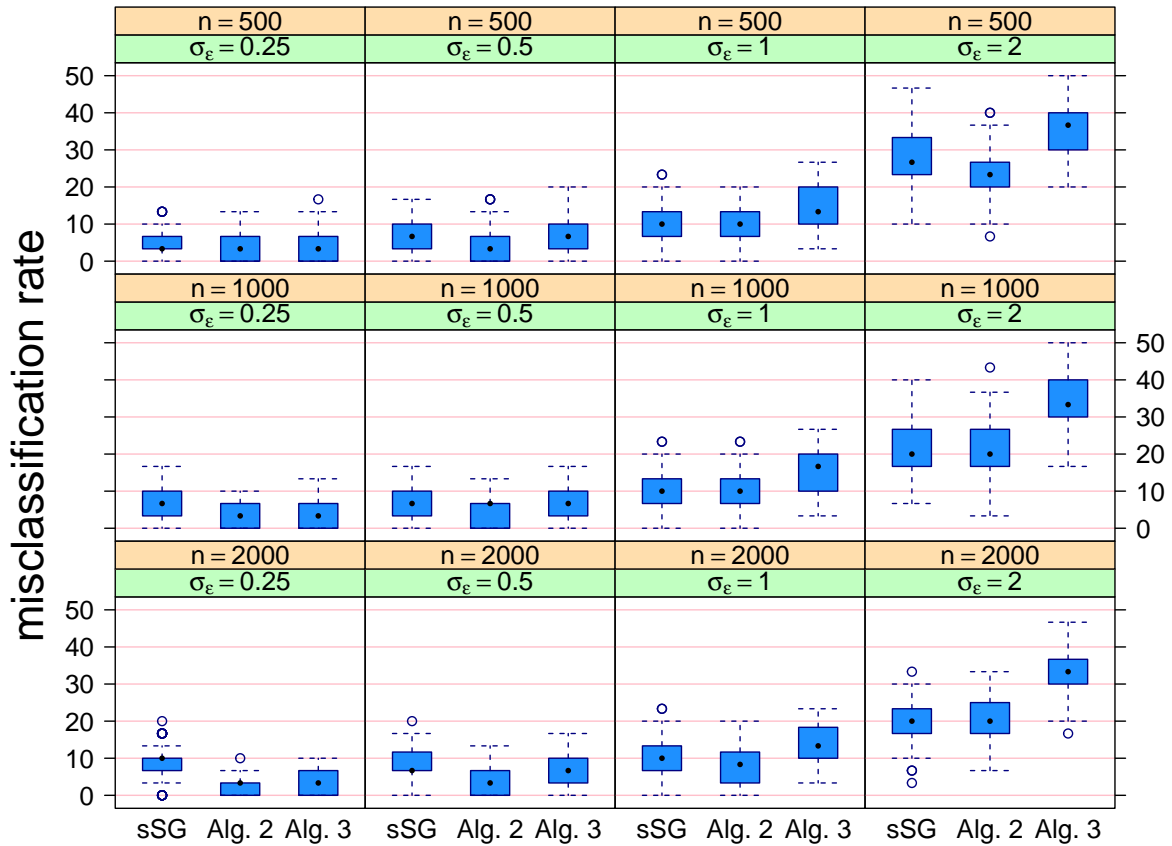 misclassification rate
n = 500 n = 500 n = 500 n = 500
σε = 0.25 σε = 0.5 σε = 1 σε = 2
50
40
30
20
10
0
n = 1000 n = 1000 n = 1000 n = 1000
σε = 0.25 σε = 0.5 σε = 1 σε = 2
50
40
30
20
10
0
n = 2000 n = 2000 n = 2000 n = 2000
σε = 0.25 σε = 0.5 σε = 1 σε = 2
50
40
30
20
10
0
sSG Alg. 2 Alg. 3 sSG Alg. 2 Alg. 3 sSG Alg. 2 Alg. 3 sSG Alg. 2 Alg. 3